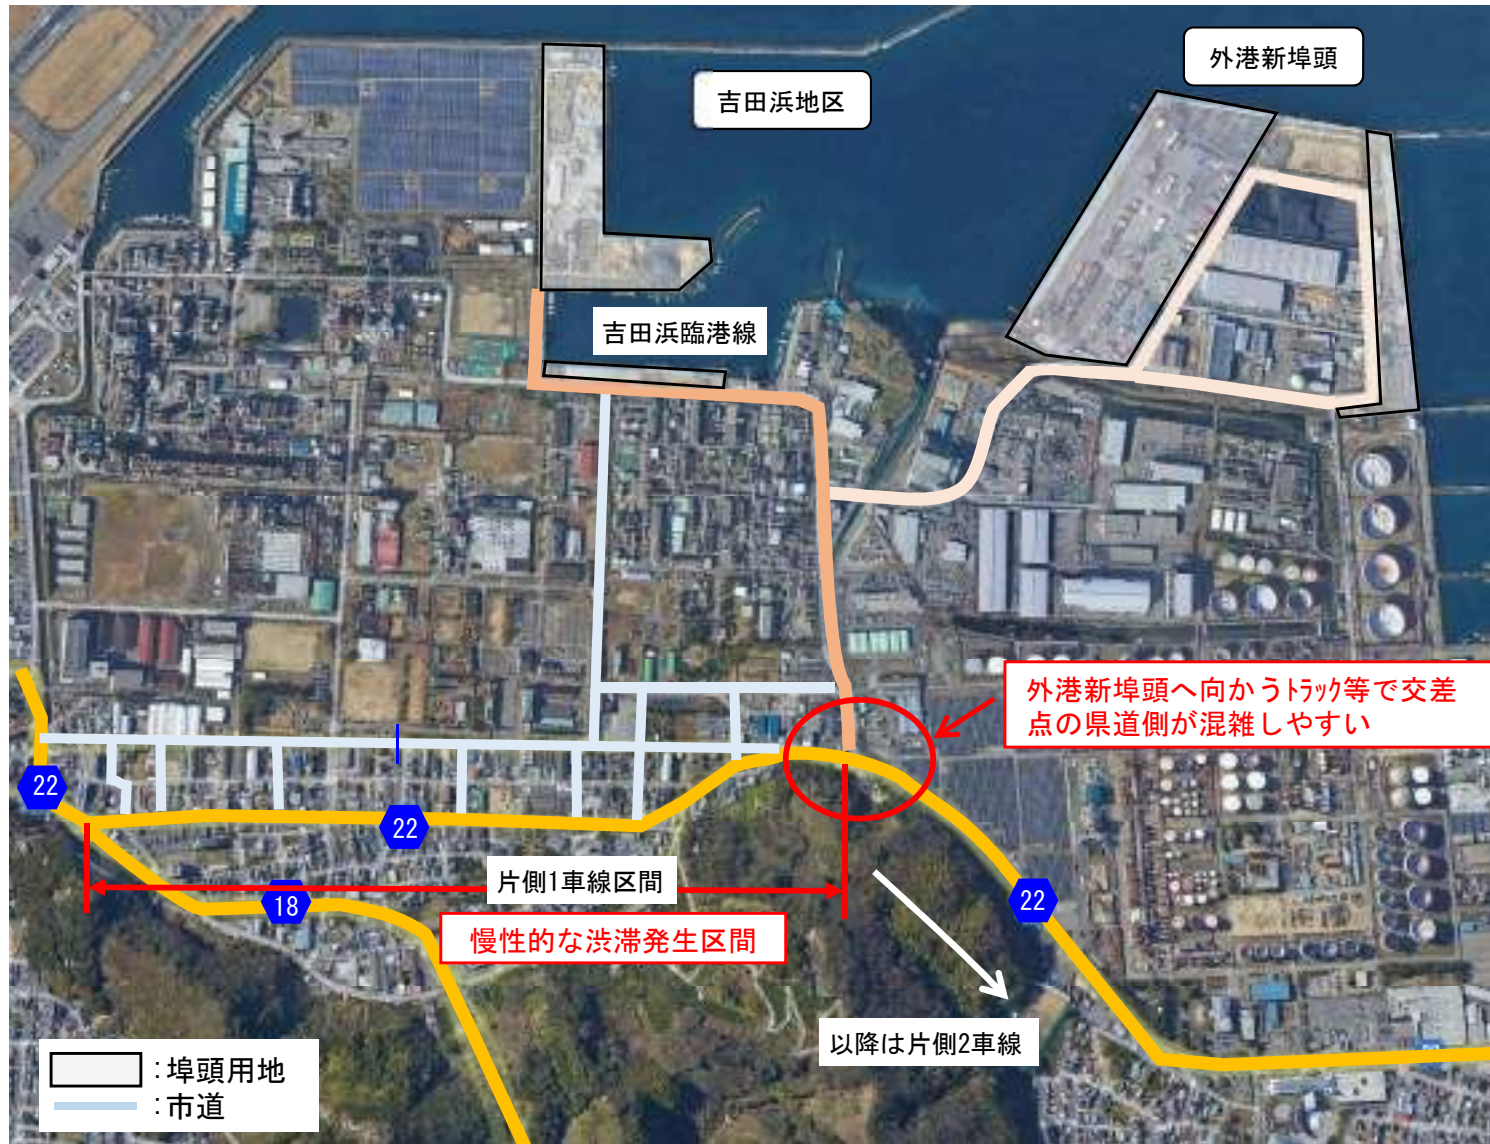 外港新埠頭
吉田浜地区
吉田浜臨港線
外港新埠頭へ向かうﾄﾗｯｸ等で交差
点の県道側が混雑しやすい
22
22
片側1車線区間
18
22
慢性的な渋滞発生区間
以降は片側2車線
：埠頭用地
：市道